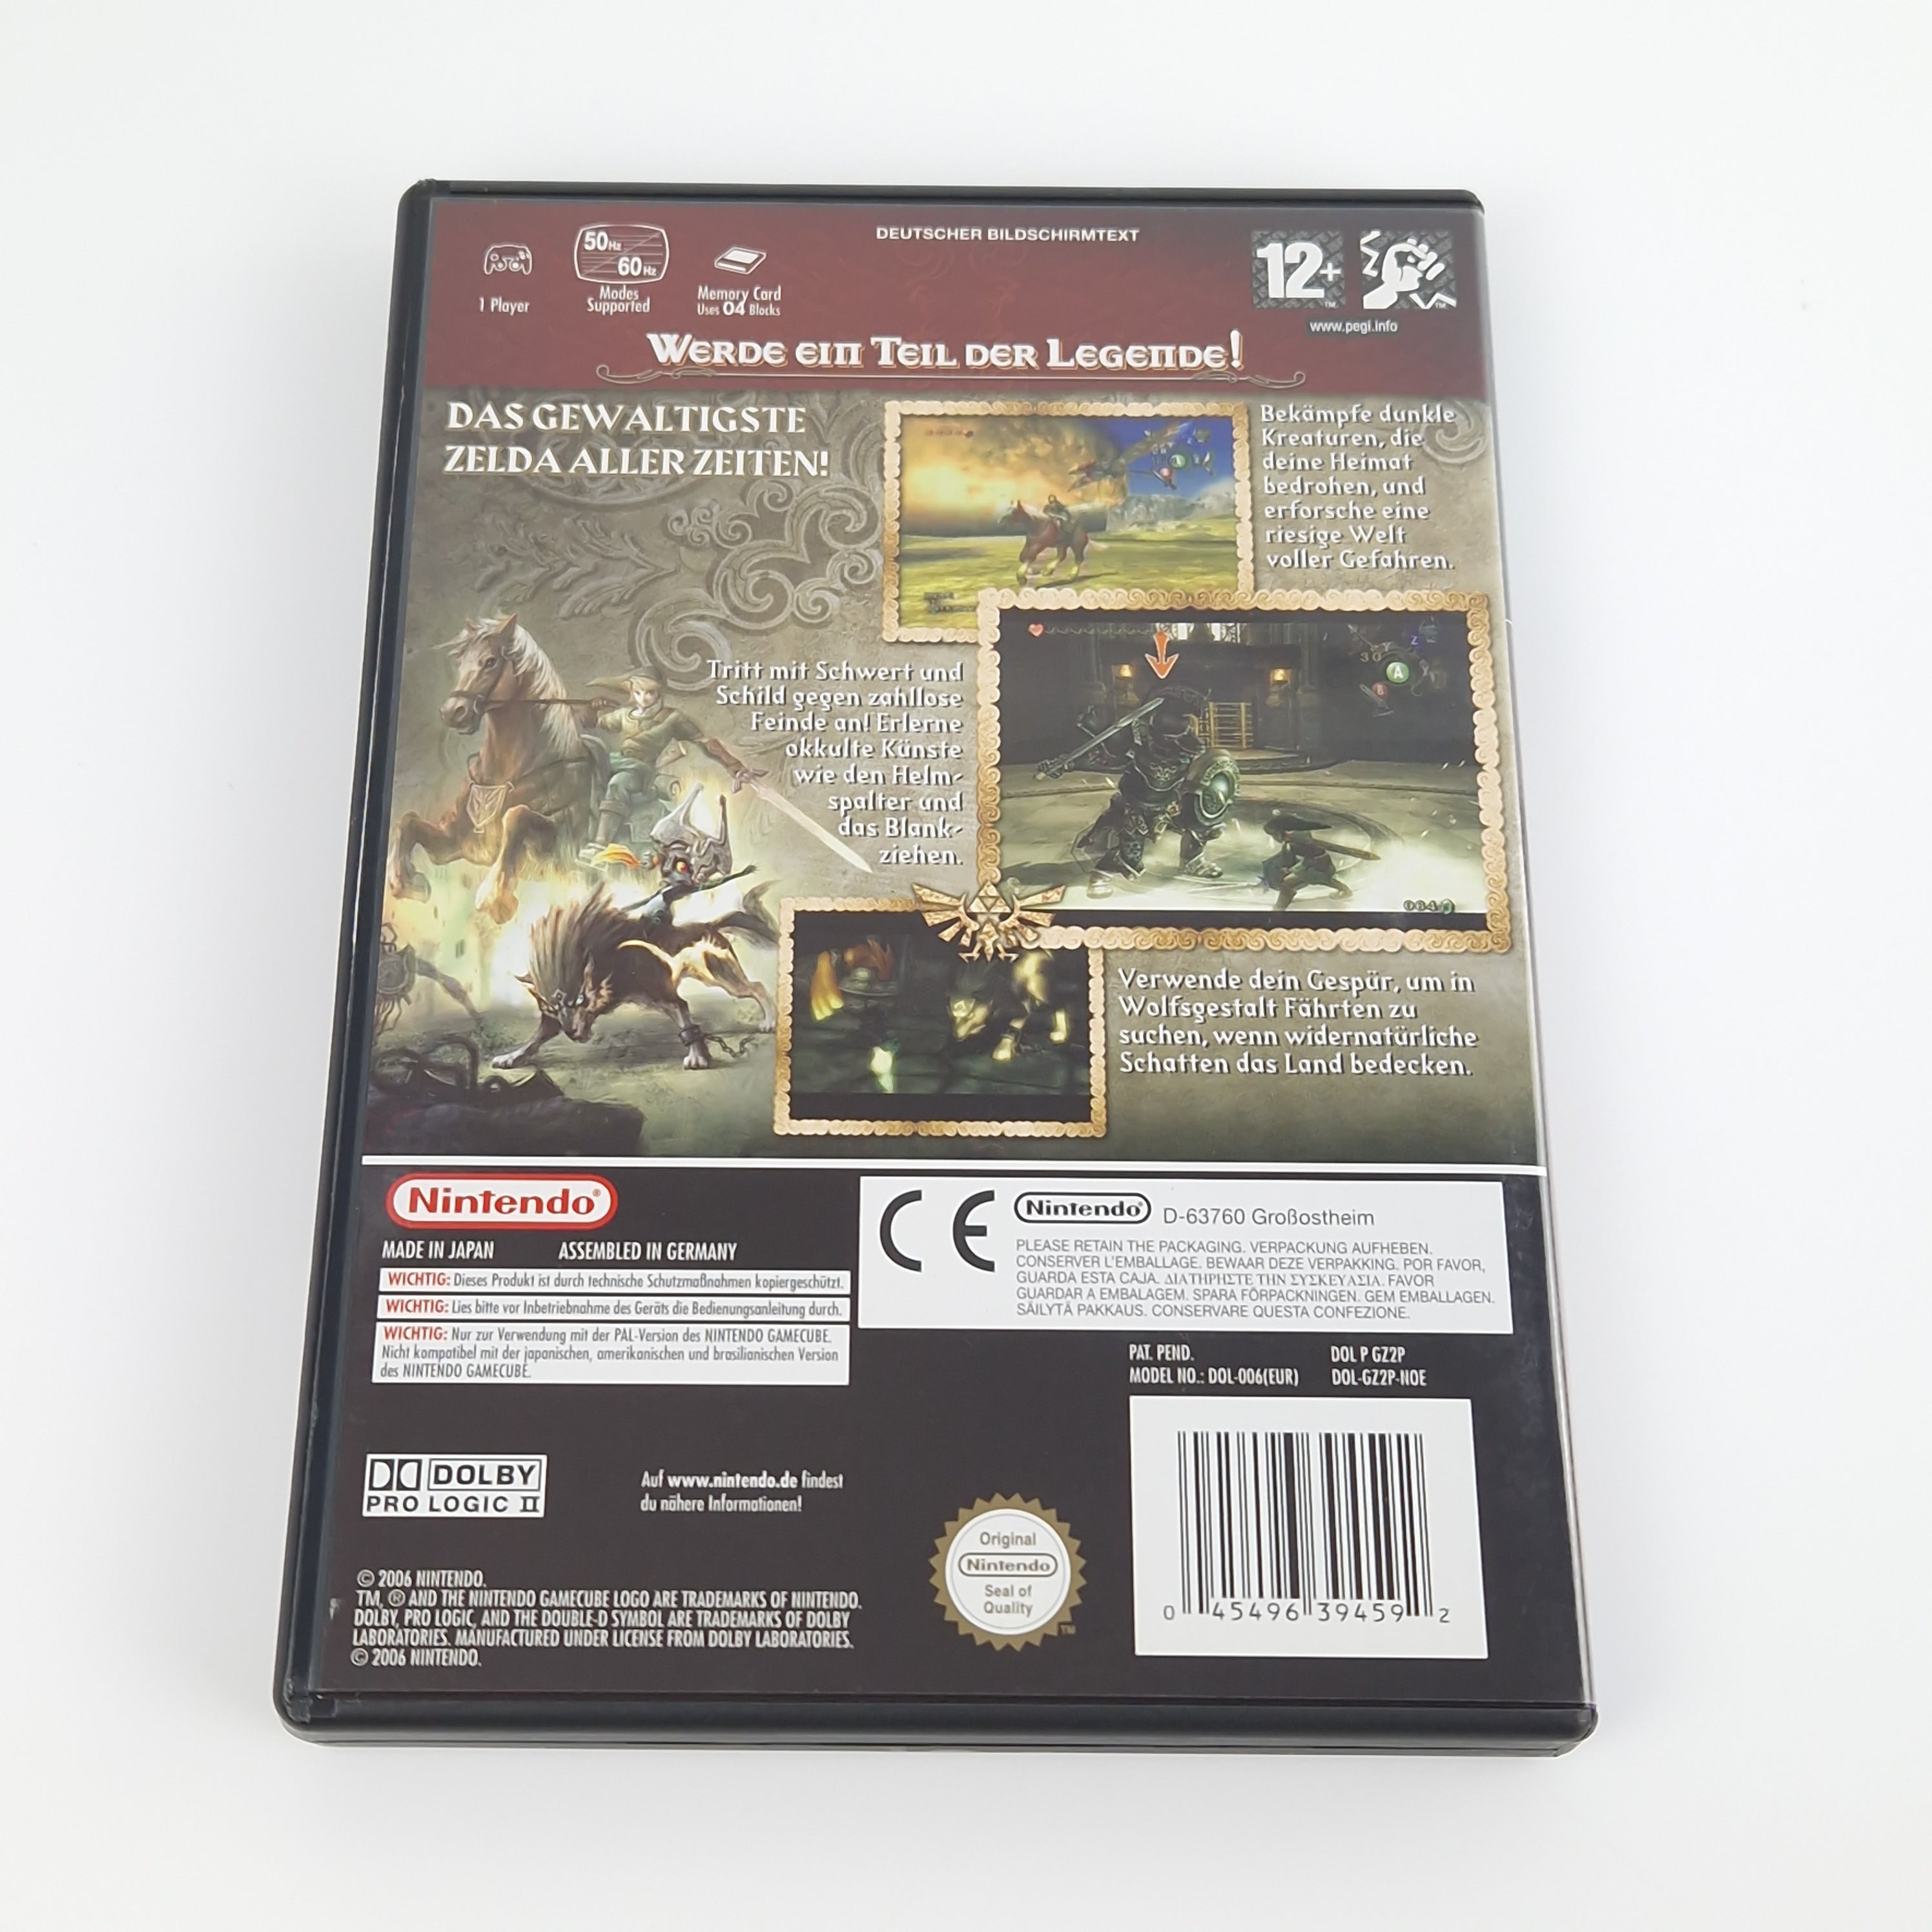 DEUTSCHER BILDSCHIRMTEXT
50Hz
60Hz
1 Player
Modes
Supported
Memory Card
Uses 04 Blocks
12+
TM
TM
www.pegi.info
Werde ein Teil der Legende!
DAS GEWALTIGSTE
ZELDA ALLER ZEITEN!
Bekämpfe dunkle
Kreaturen, die
deine Heimat
bedrohen, und
erforsche eine
riesige Welt
voller Gefahren.
Tritt mit Schwert und
Schild gegen zahllose
Feinde an! Erlerne
okkulte Künste
wie den Helm-
spalter und
das Blank-
ziehen.
Z
30
A
B
084
Verwende dein Gespür, um in
Wolfsgestalt Fährten zu
suchen, wenn widernatürliche
Schatten das Land bedecken.
Nintendo®
MADE IN JAPAN ASSEMBLED IN GERMANY
WICHTIG: Dieses Produkt ist durch technische Schutzmaßnahmen kopiergeschützt.
WICHTIG: Lies bitte vor Inbetriebnahme des Geräts die Bedienungsanleitung durch.
WICHTIG: Nur zur Verwendung mit der PAL-Version des NINTENDO GAMECUBE.
Nicht kompatibel mit der japanischen, amerikanischen und brasilianischen Version
des NINTENDO GAMECUBE.
CE
Nintendo® D-63760 Großostheim
PLEASE RETAIN THE PACKAGING. VERPACKUNG AUFHEBEN.
CONSERVER L'EMBALLAGE. BEWAAR DEZE VERPAKKING. POR FAVOR,
GUARDA ESTA CAJA. ΔΙΑΤΗΡΗΣΤΕ ΤΗΝ ΣΥΣΚΕΥΑΣΙΑ. FAVOR
GUARDAR A EMBALAGEM. SPARA FÖRPACKNINGEN. GEM EMBALLAGEN.
SÄILYTÄ PAKKAUS. CONSERVARE QUESTA CONFEZIONE.
PAT. PEND. DOL P GZ2P
MODEL NO.: DOL-006(EUR) DOL-GZ2P-NOE
DOLBY
PRO LOGIC II
Auf www.nintendo.de findest
du nähere Informationen!
Original
Nintendo
Seal of
Quality
TM
0 45496 39459 2
© 2006 NINTENDO.
TM, ® AND THE NINTENDO GAMECUBE LOGO ARE TRADEMARKS OF NINTENDO.
DOLBY, PRO LOGIC, AND THE DOUBLE-D SYMBOL ARE TRADEMARKS OF DOLBY
LABORATORIES. MANUFACTURED UNDER LICENSE FROM DOLBY LABORATORIES.
© 2006 NINTENDO.